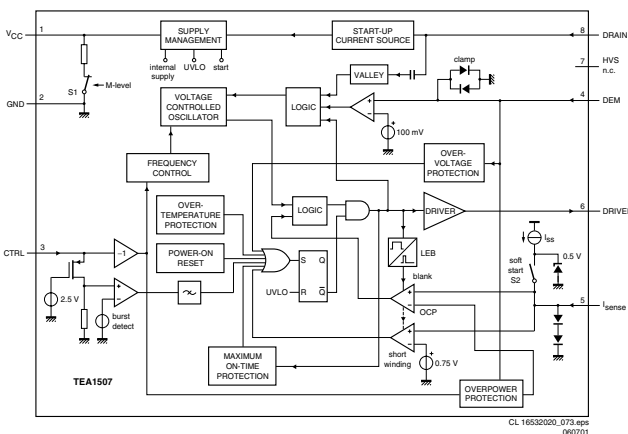 VCC
1
SUPPLY
MANAGEMENT
START-UP
CURRENT SOURCE
8
DRAIN
internal
supply
UVLO
start
clamp
7
HVS
n.c.
VALLEY
S1
M-level
GND
2
VOLTAGE
CONTROLLED
OSCILLATOR
LOGIC
4
DEM
100 mV
FREQUENCY
CONTROL
OVER-
VOLTAGE
PROTECTION
OVER-
TEMPERATURE
PROTECTION
LOGIC
DRIVER
6
DRIVER
CTRL
3
−1
POWER-ON
RESET
LEB
Iss
soft
start
S2
0.5 V
S
Q
blank
2.5 V
burst
detect
UVLO
R
Q
OCP
5
Isense
short
winding
0.75 V
MAXIMUM
ON-TIME
PROTECTION
TEA1507
OVERPOWER
PROTECTION
CL 16532020_073.eps
060701